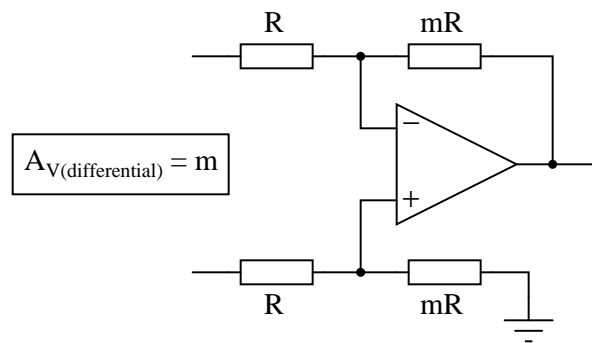 R
mR
−
A_V(differential) = m
+
R
mR